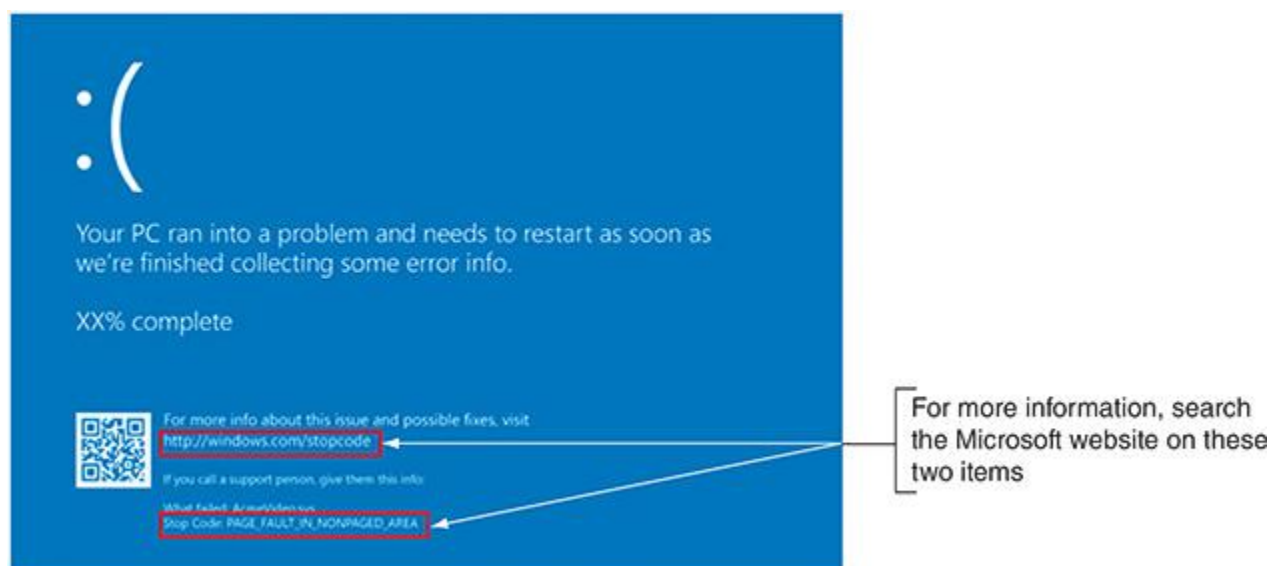 :(
Your PC ran into a problem and needs to restart as soon as
we're finished collecting some error info.
XX% complete
For more info about this issue and possible fixes, visit
http://windows.com/stopcode
If you call a support person, give them this info:
What failed: AcmeVideo.sys
Stop Code: PAGE_FAULT_IN_NONPAGED_AREA
For more information, search
the Microsoft website on these
two items